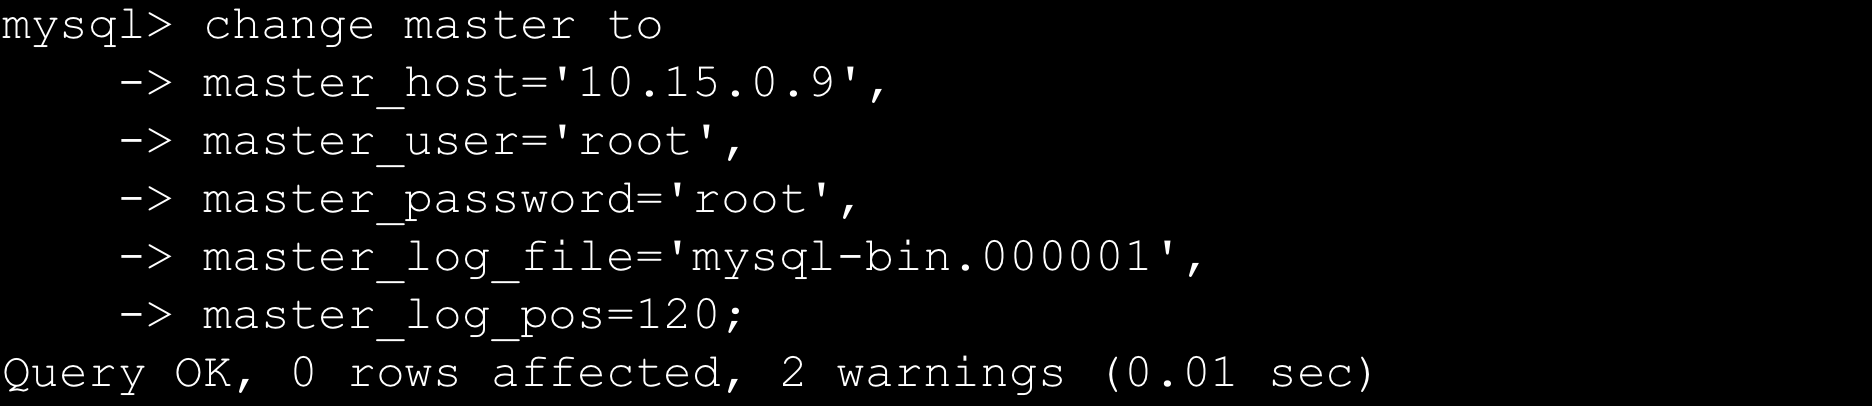 mysql> change master to
    -> master_host='10.15.0.9',
    -> master_user='root',
    -> master_password='root',
    -> master_log_file='mysql-bin.000001',
    -> master_log_pos=120;
Query OK, 0 rows affected, 2 warnings (0.01 sec)